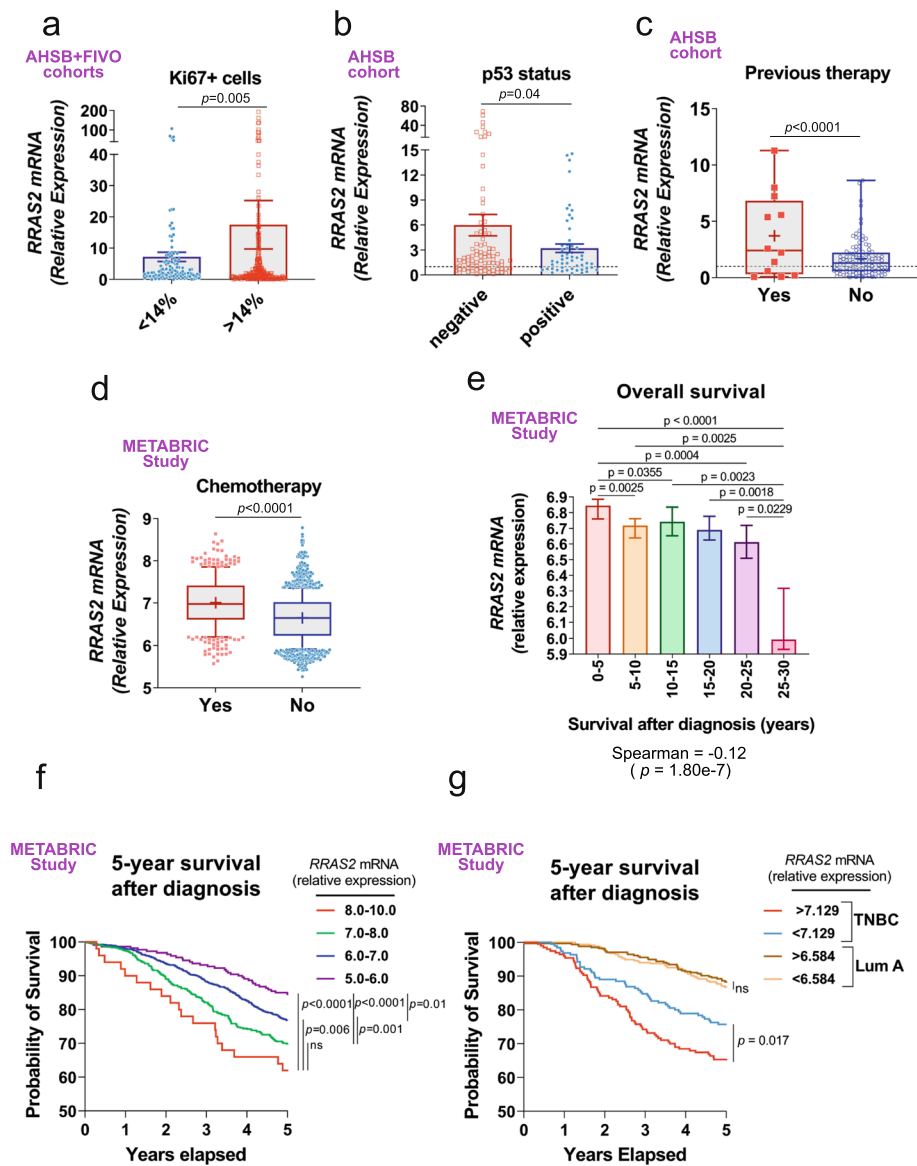 a
AHSB+FIVO
cohorts
Ki67+ cells
p=0.005
RRAS2 mRNA
(Relative Expression)
200
100
40
30
20
10
0
<14%
>14%
b
AHSB
cohort
p53 status
p=0.04
RRAS2 mRNA
(Relative Expression)
80
40
15
12
9
6
3
0
negative
positive
c
AHSB
cohort
Previous therapy
p<0.0001
RRAS2 mRNA
(Relative Expression)
15
10
5
0
Yes
No
d
METABRIC
Study
Chemotherapy
p<0.0001
RRAS2 mRNA
(Relative Expression)
9
8
7
6
5
Yes
No
e
METABRIC
Study
Overall survival
p < 0.0001
p = 0.0025
p = 0.0004
p = 0.0355
p = 0.0023
p = 0.0025
p = 0.0018
p = 0.0229
RRAS2 mRNA
(relative expression)
6.9
6.8
6.7
6.6
6.5
6.4
6.3
6.2
6.1
6.0
5.9
0-5
5-10
10-15
15-20
20-25
25-30
Survival after diagnosis (years)
Spearman = -0.12
( p = 1.80e-7)
f
METABRIC
Study
5-year survival
after diagnosis
RRAS2 mRNA
(relative expression)
8.0-10.0
7.0-8.0
6.0-7.0
5.0-6.0
p<0.0001
p<0.0001
p=0.01
p=0.006
p=0.001
ns
Probability of Survival
100
90
80
70
60
50
0
1
2
3
4
5
Years elapsed
g
METABRIC
Study
5-year survival
after diagnosis
RRAS2 mRNA
(relative expression)
>7.129
<7.129
TNBC
>6.584
<6.584
Lum A
ns
p = 0.017
Probability of Survival
100
90
80
70
60
50
0
1
2
3
4
5
Years Elapsed